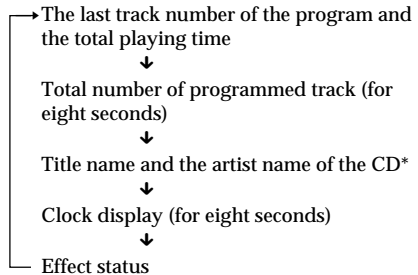 The last track number of the program and
the total playing time
Total number of programmed track (for
eight seconds)
Title name and the artist name of the CD*
Clock display (for eight seconds)
Effect status